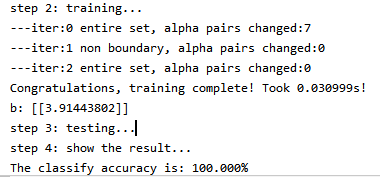 step 2: training...
---iter:0 entire set, alpha pairs changed:7
---iter:1 non boundary, alpha pairs changed:0
---iter:2 entire set, alpha pairs changed:0
Congratulations, training complete! Took 0.030999s!
b: [[3.91443802]]
step 3: testing...
step 4: show the result...
The classify accuracy is: 100.000%